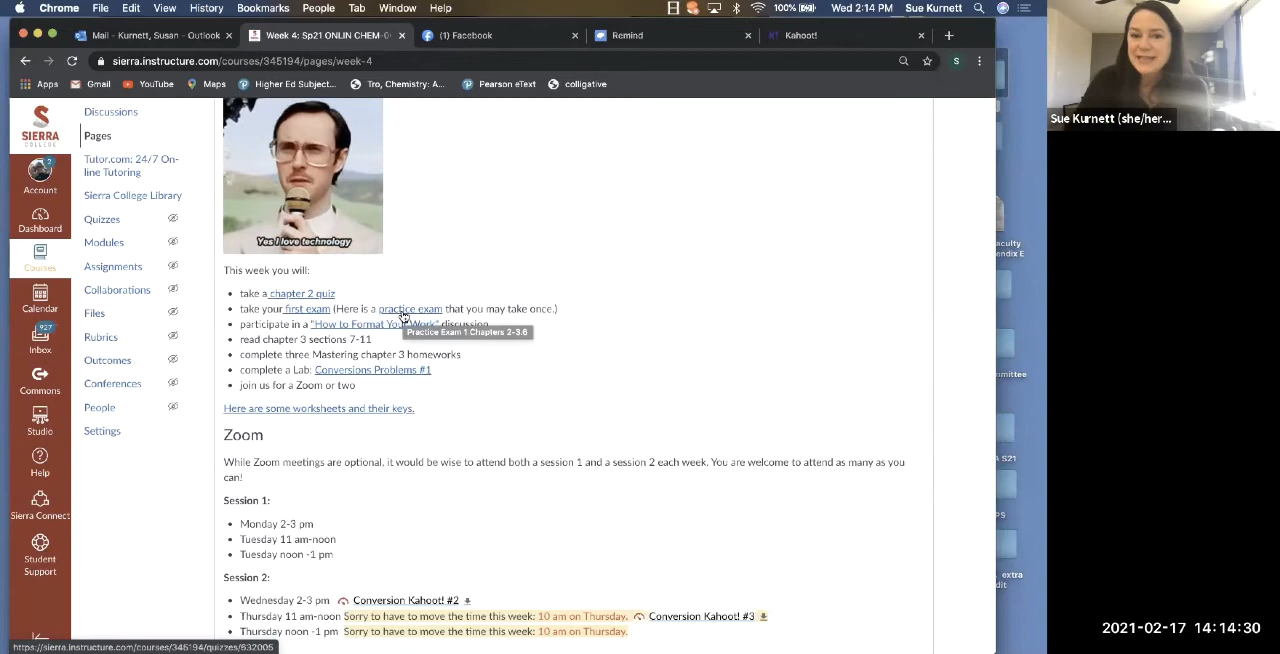 Chrome File Edit View History Bookmarks People Tab Window Help 100% Wed 2:14 PM Sue Kurnett
Mail - Kurnett, Susan - Outlook Week 4: Sp21 ONLIN CHEM-0 (1) Facebook Remind Kahoot!
sierra.instructure.com/courses/345194/pages/week-4 S
Apps Gmail YouTube Maps Higher Ed Subject... Tro, Chemistry: A... Pearson eText colligative
SIERRA
COLLEGE
2
Account
Dashboard
Courses
Calendar
927
Inbox
Commons
Studio
Help
Sierra Connect
Student
Support
Discussions
Pages
Tutor.com: 24/7 On-
line Tutoring
Sierra College Library
Quizzes
Modules
Assignments
Collaborations
Files
Rubrics
Outcomes
Conferences
People
Settings
Yes I love technology
This week you will:
take a chapter 2 quiz
take your first exam (Here is a practice exam that you may take once.)
participate in a "How to Format Your Work" discussion
Practice Exam 1 Chapters 2-3.6
read chapter 3 sections 7-11
complete three Mastering chapter 3 homeworks
complete a Lab: Conversions Problems #1
join us for a Zoom or two
Here are some worksheets and their keys.
Zoom
While Zoom meetings are optional, it would be wise to attend both a session 1 and a session 2 each week. You are welcome to attend as many as you
can!
Session 1:
Monday 2-3 pm
Tuesday 11 am-noon
Tuesday noon -1 pm
Session 2:
Wednesday 2-3 pm Conversion Kahoot! #2
Thursday 11 am-noon Sorry to have to move the time this week: 10 am on Thursday. Conversion Kahoot! #3
Thursday noon -1 pm Sorry to have to move the time this week: 10 am on Thursday.
https://sierra.instructure.com/courses/345194/quizzes/632005
Sue Kurnett (she/her...
aculty
endix E
mmittee
& S21
PS
extra
dit
2021-02-17 14:14:30